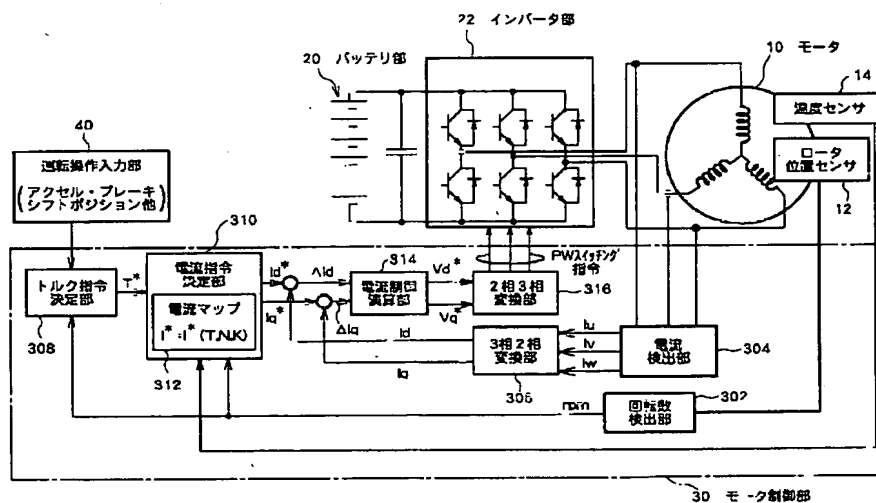 22 インバータ部
20 バッテリ部
10 モータ
14
温度センサ
ロータ
位置センサ
12
40
運転操作入力部
(アクセル・ブレーキ
シフトポジション他)
310
PWスイッチング
指令
トルク指令
決定部
308
T*
電流指令
決定部
電流マップ
I*=I*(T,N,K)
312
Id*
Iq*
ΔId
ΔIq
314
電流制御
演算部
Vd*
Vq*
2相3相
変換部
316
Id
Iq
3相2相
変換部
306
Iu
Iv
Iw
電流
検出部
304
rpm
回転数
検出部
302
30 モータ制御部